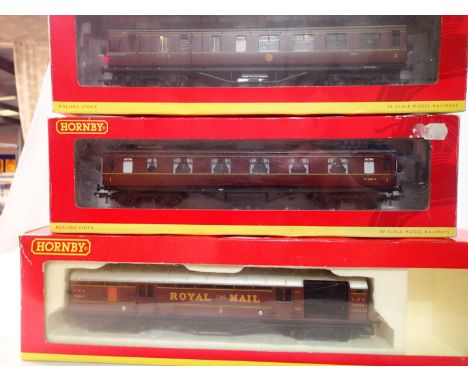 ROLLING STOCK
00 SCALE MODEL RAILWAYS
HORNBY
ROLLING STOCK
00 SCALE MODEL RAILWAYS
HORNBY
ROYAL MAIL